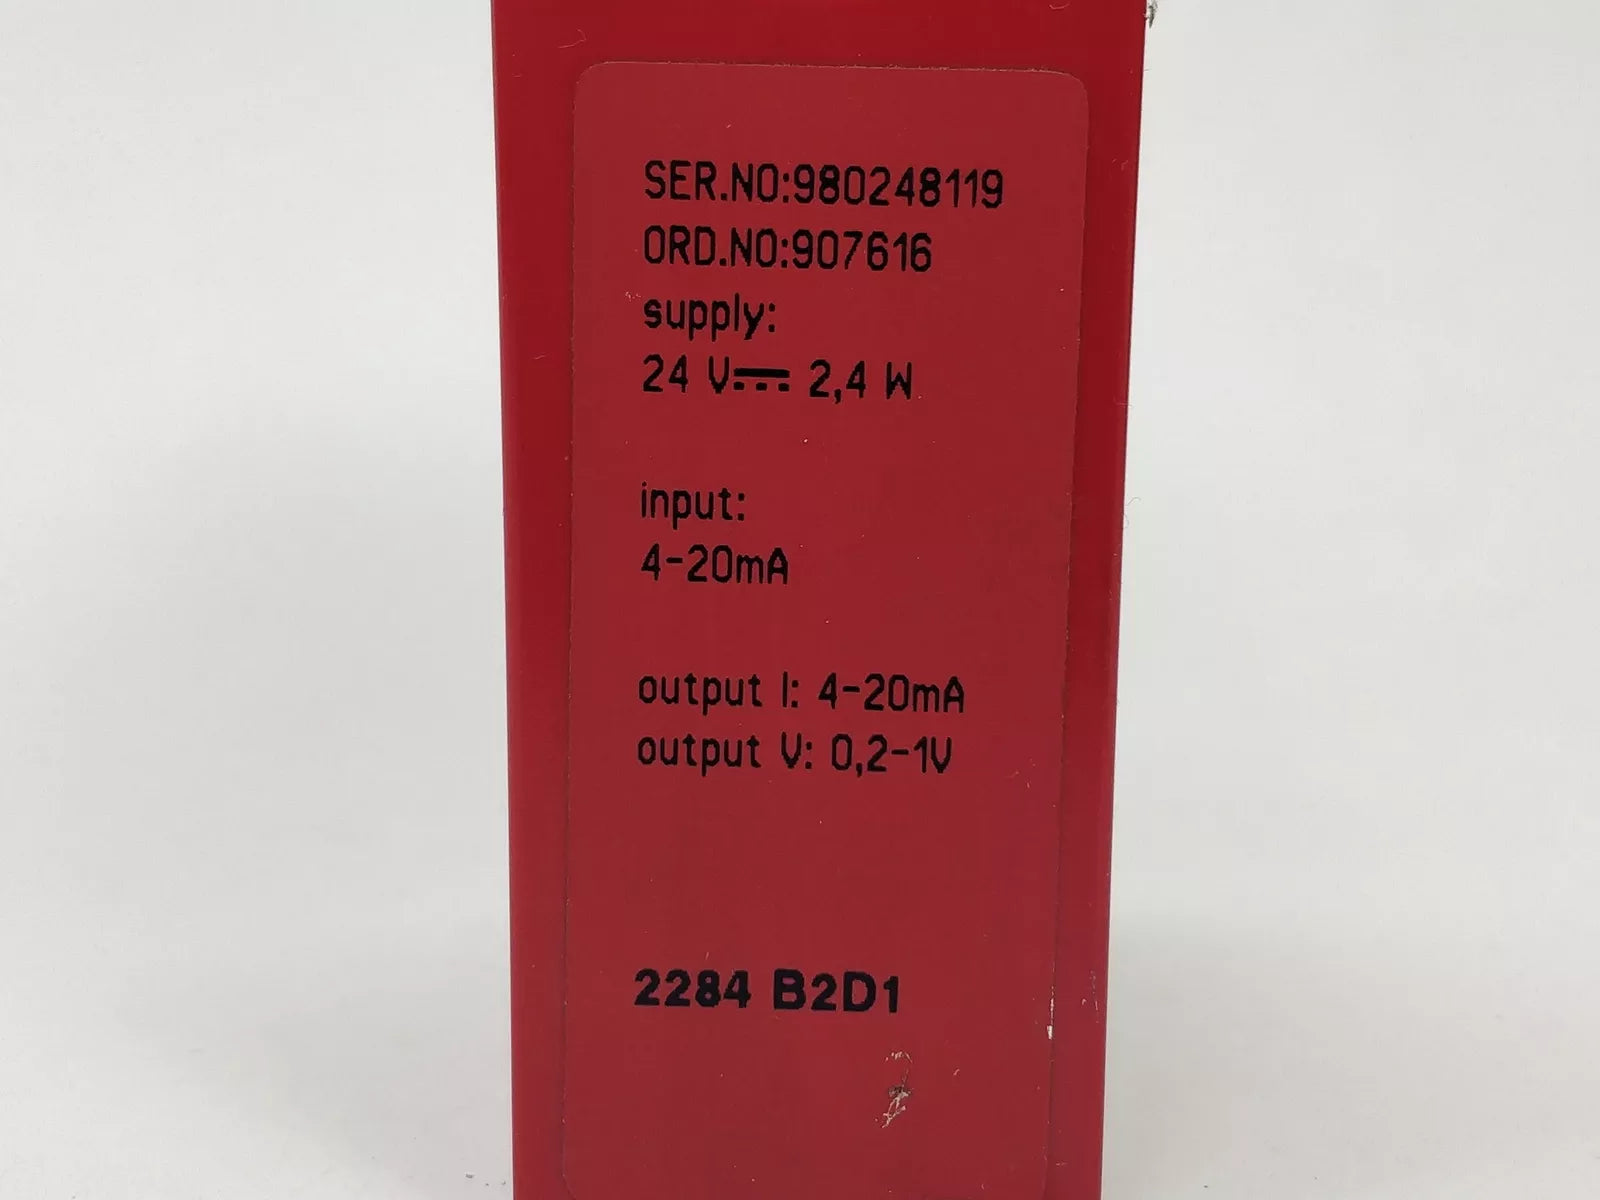 SER.NO:980248119
ORD.NO:907616
supply:
24 V⎓ 2,4 W
input:
4-20mA
output I: 4-20mA
output V: 0,2-1V
2284 B2D1